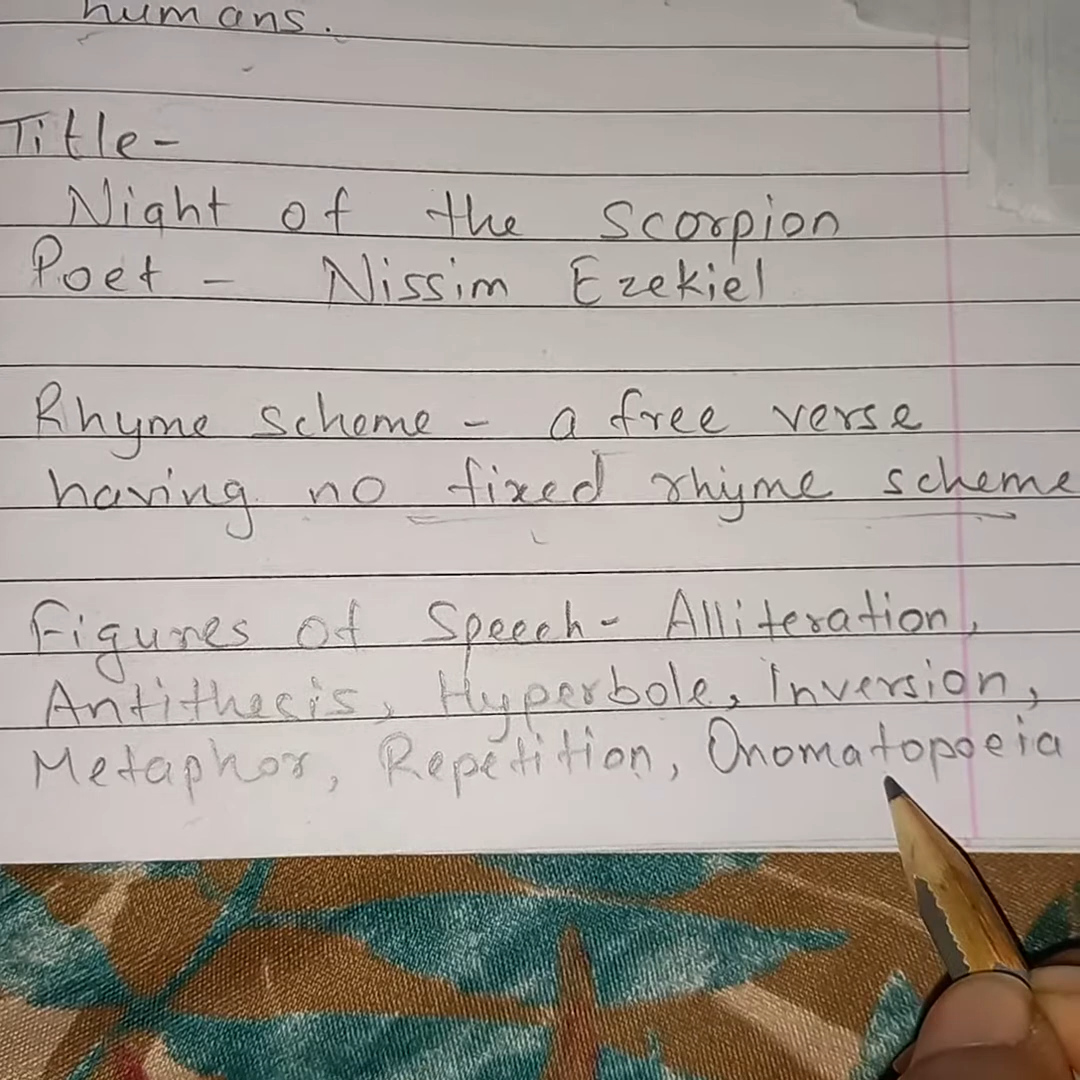 humans.
Title-
Night of the Scorpion
Poet - Nissim Ezekiel
Rhyme scheme - a free verse
having no fixed rhyme scheme
Figures of Speech- Alliteration,
Antithesis, Hyperbole, Inversion,
Metaphor, Repetition, Onomatopoeia